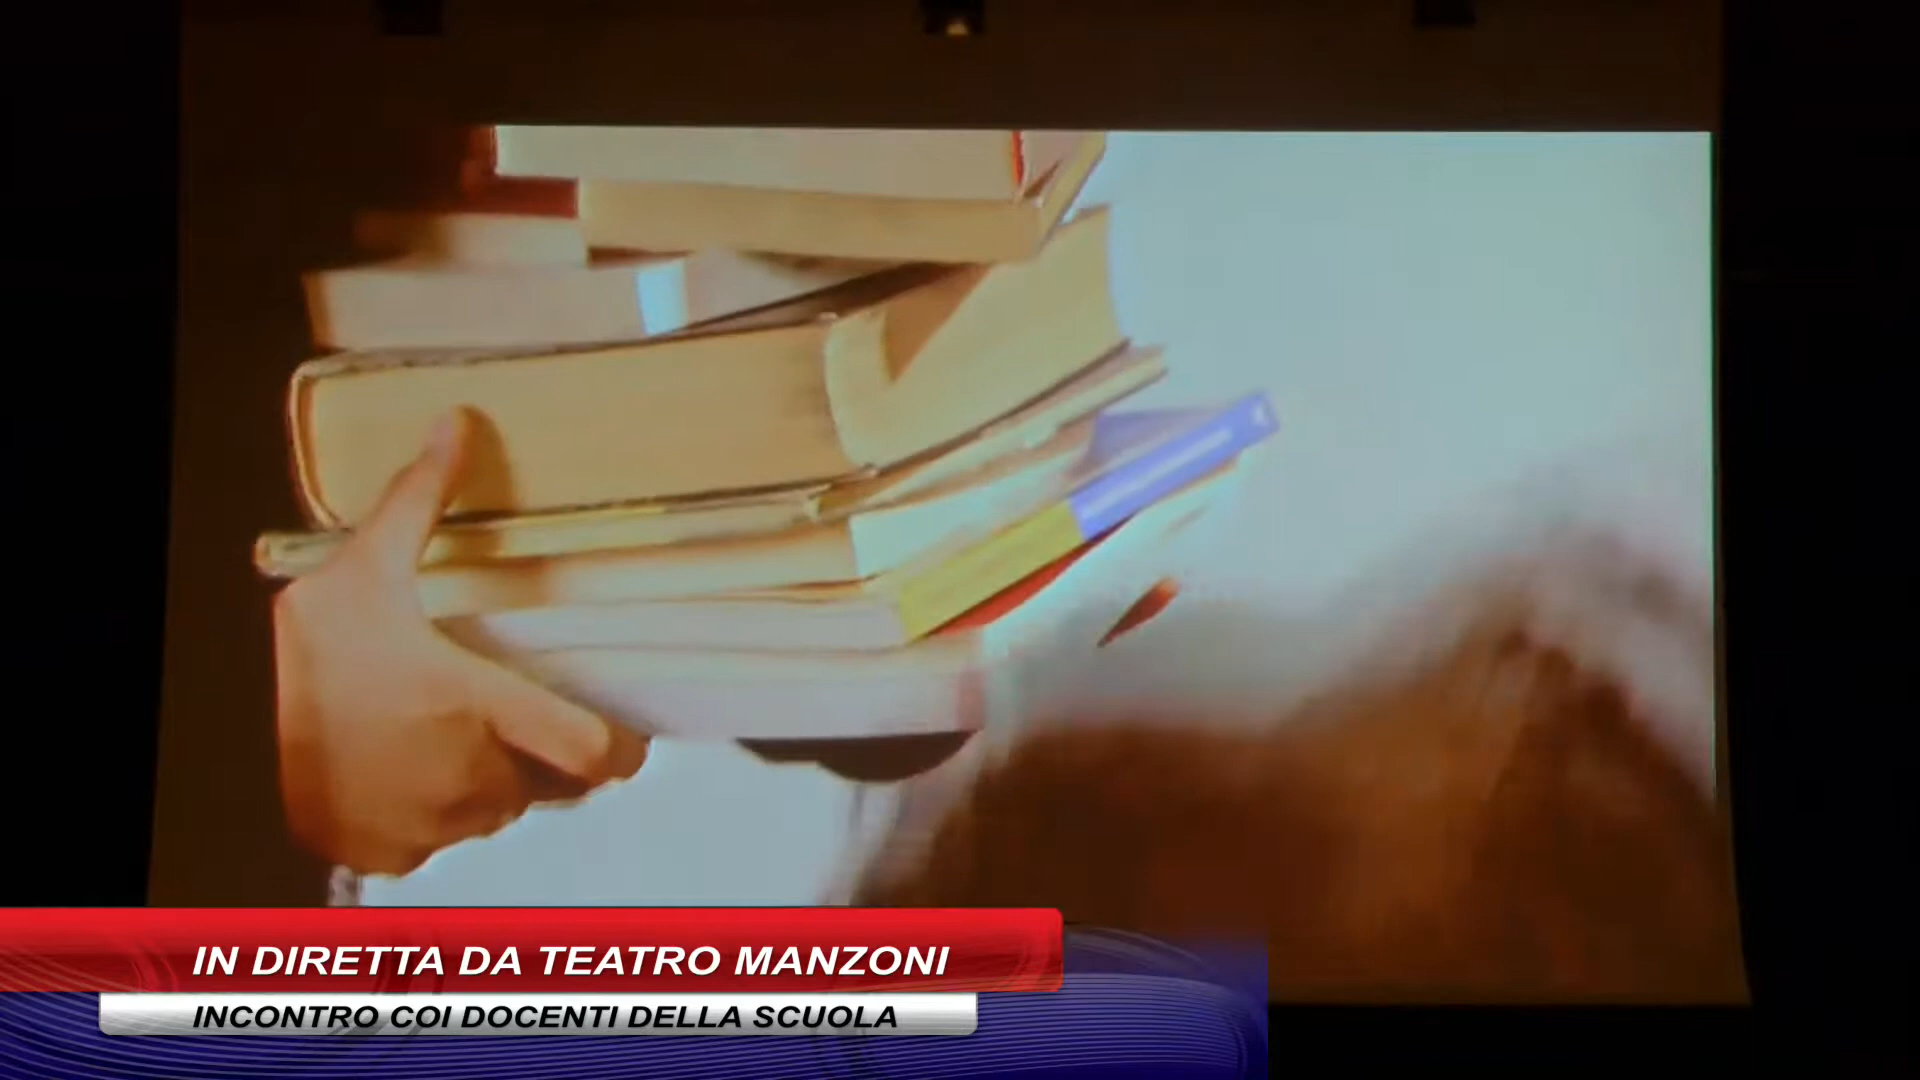 IN DIRETTA DA TEATRO MANZONI
INCONTRO COI DOCENTI DELLA SCUOLA